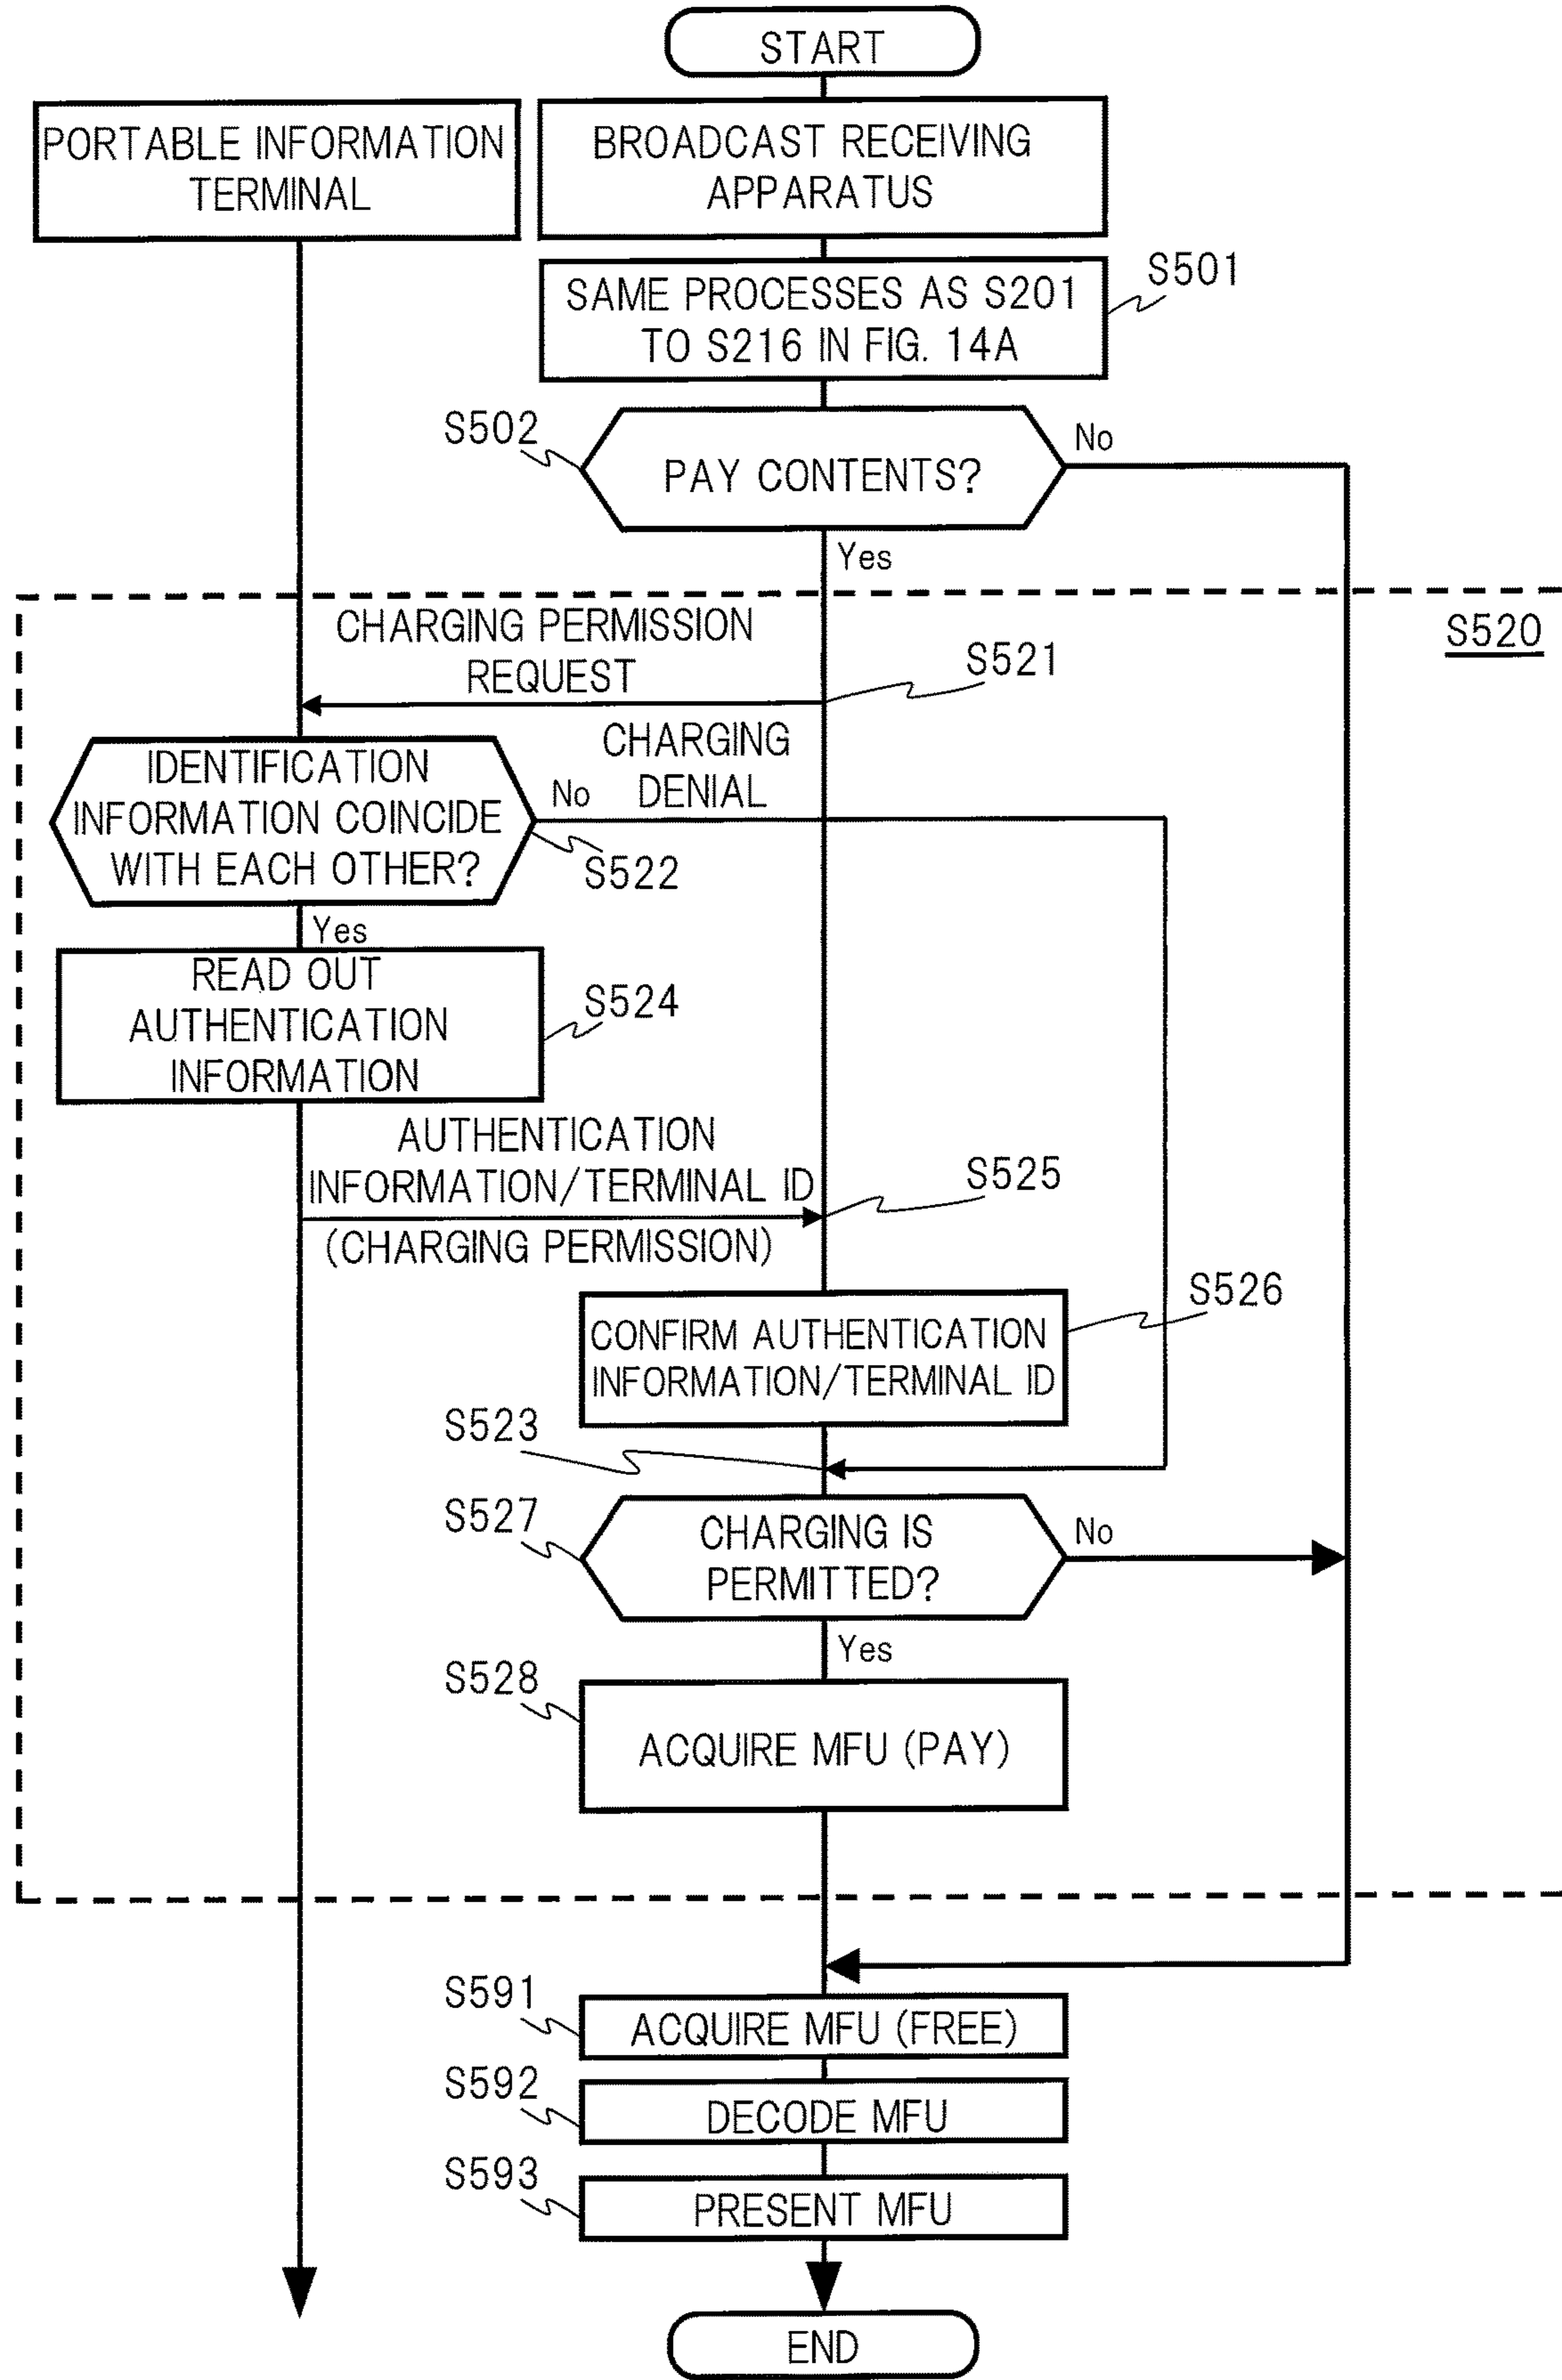 START
PORTABLE INFORMATION
TERMINAL
BROADCAST RECEIVING
APPARATUS
SAME PROCESSES AS S201
TO S216 IN FIG. 14A
S501
S502
PAY CONTENTS?
No
Yes
S520
CHARGING PERMISSION
REQUEST
S521
IDENTIFICATION
INFORMATION COINCIDE
WITH EACH OTHER?
No
CHARGING
DENIAL
S522
Yes
READ OUT
AUTHENTICATION
INFORMATION
S524
AUTHENTICATION
INFORMATION/TERMINAL ID
(CHARGING PERMISSION)
S525
CONFIRM AUTHENTICATION
INFORMATION/TERMINAL ID
S526
S523
S527
CHARGING IS
PERMITTED?
No
Yes
S528
ACQUIRE MFU (PAY)
S591
ACQUIRE MFU (FREE)
S592
DECODE MFU
S593
PRESENT MFU
END